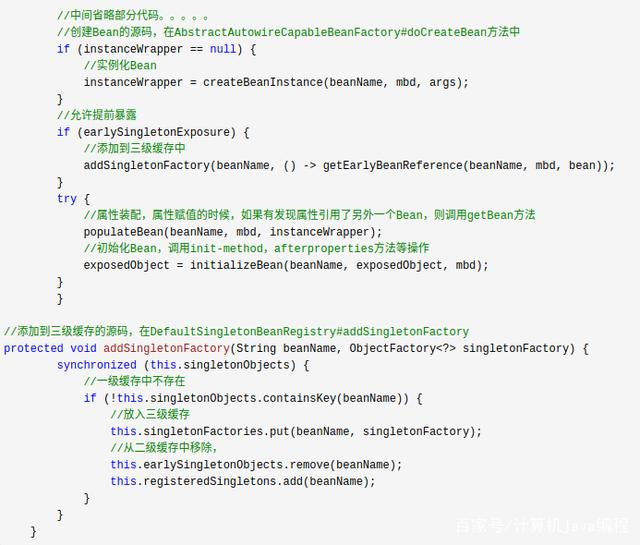 //中间省略部分代码。。。。。
//创建Bean的源码，在AbstractAutowireCapableBeanFactory#doCreateBean方法中
if (instanceWrapper == null) {
//实例化Bean
instanceWrapper = createBeanInstance(beanName, mbd, args);
}
//允许提前暴露
if (earlySingletonExposure) {
//添加到三级缓存中
addSingletonFactory(beanName, () -> getEarlyBeanReference(beanName, mbd, bean));
}
try {
//属性装配，属性赋值的时候，如果有发现属性引用了另外一个Bean，则调用getBean方法
populateBean(beanName, mbd, instanceWrapper);
//初始化Bean，调用init-method，afterproperties方法等操作
exposedObject = initializeBean(beanName, exposedObject, mbd);
}
}
//添加到三级缓存的源码，在DefaultSingletonBeanRegistry#addSingletonFactory
protected void addSingletonFactory(String beanName, ObjectFactory<?> singletonFactory) {
synchronized (this.singletonObjects) {
//一级缓存中不存在
if (!this.singletonObjects.containsKey(beanName)) {
//放入三级缓存
this.singletonFactories.put(beanName, singletonFactory);
//从二级缓存中移除，
this.earlySingletonObjects.remove(beanName);
this.registeredSingletons.add(beanName);
}
}
}
百家号/计算机java编程